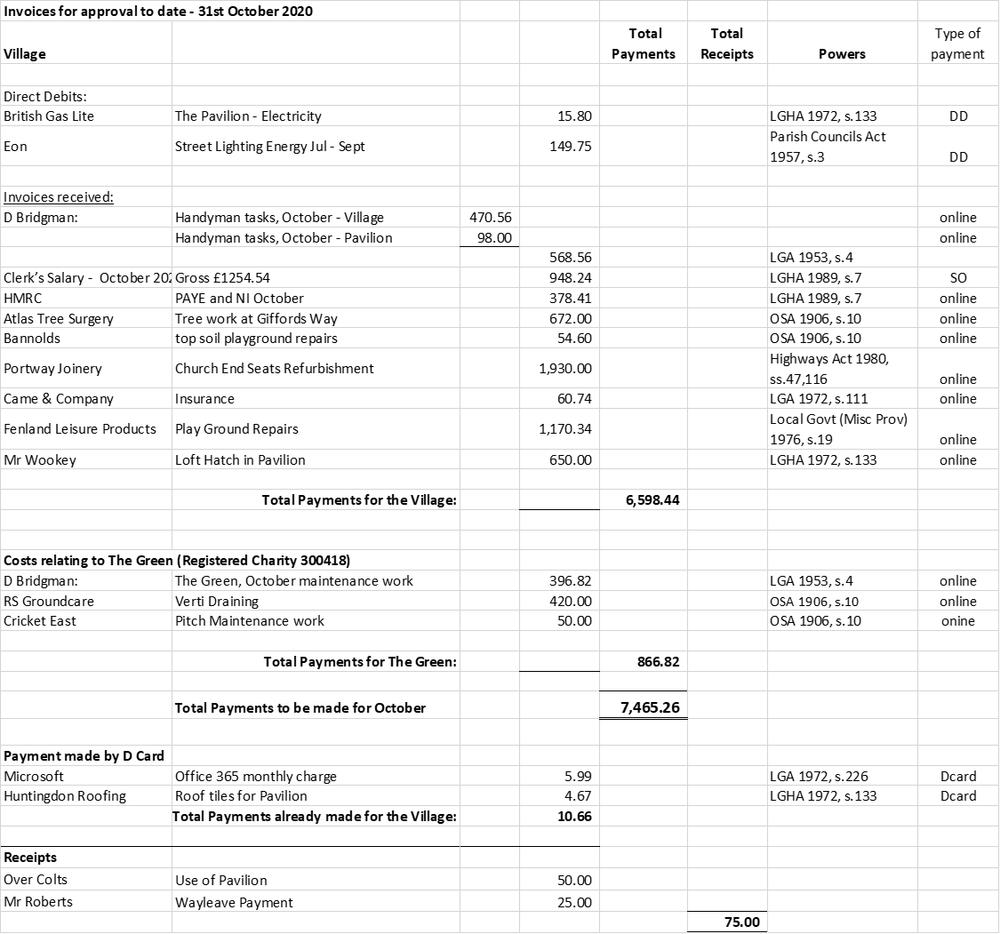 Invoices for approval to date - 31st October 2020
Total Total Type of
Village Payments Receipts Powers payment
Direct Debits:
British Gas Lite The Pavilion - Electricity 15.80 LGHA 1972, s.133 DD
Parish Councils Act
Eon Street Lighting Energy Jul - Sept 149.75 1957, s.3 DD
Invoices received:
D Bridgman: Handyman tasks, October - Village 470.56 online
Handyman tasks, October - Pavilion 98.00 online
568.56 LGA 1953, s.4
Clerk's Salary - October 202 Gross £1254.54 948.24 LGHA 1989, s.7 SO
HMRC PAYE and NI October 378.41 LGHA 1989, s.7 online
Atlas Tree Surgery Tree work at Giffords Way 672.00 OSA 1906, s.10 online
Bannolds top soil playground repairs 54.60 OSA 1906, s.10 online
Highways Act 1980,
Portway Joinery Church End Seats Refurbishment 1,930.00 ss.47,116 online
Came & Company Insurance 60.74 LGA 1972, s.111 online
Local Govt (Misc Prov)
Fenland Leisure Products Play Ground Repairs 1,170.34 1976, s.19 online
Mr Wookey Loft Hatch in Pavilion 650.00 LGHA 1972, s.133 online
Total Payments for the Village: 6,598.44
Costs relating to The Green (Registered Charity 300418)
D Bridgman: The Green, October maintenance work 396.82 LGA 1953, s.4 online
RS Groundcare Verti Draining 420.00 OSA 1906, s.10 online
Cricket East Pitch Maintenance work 50.00 OSA 1906, s.10 onine
Total Payments for The Green: 866.82
Total Payments to be made for October 7,465.26
Payment made by D Card
Microsoft Office 365 monthly charge 5.99 LGA 1972, s.226 Dcard
Huntingdon Roofing Roof tiles for Pavilion 4.67 LGHA 1972, s.133 Dcard
Total Payments already made for the Village: 10.66
Receipts
Over Colts Use of Pavilion 50.00
Mr Roberts Wayleave Payment 25.00
75.00